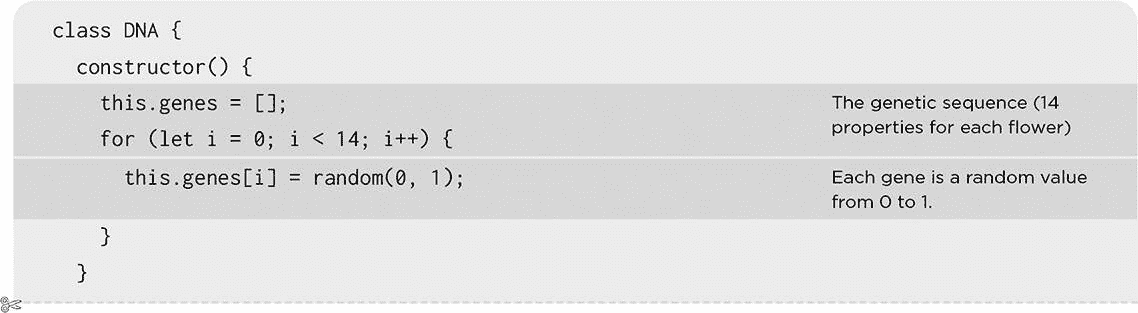 class DNA {
constructor() {
this.genes = [];
The genetic sequence (14
properties for each flower)
for (let i = 0; i < 14; i++) {
this.genes[i] = random(0, 1);
Each gene is a random value
from 0 to 1.
}
}